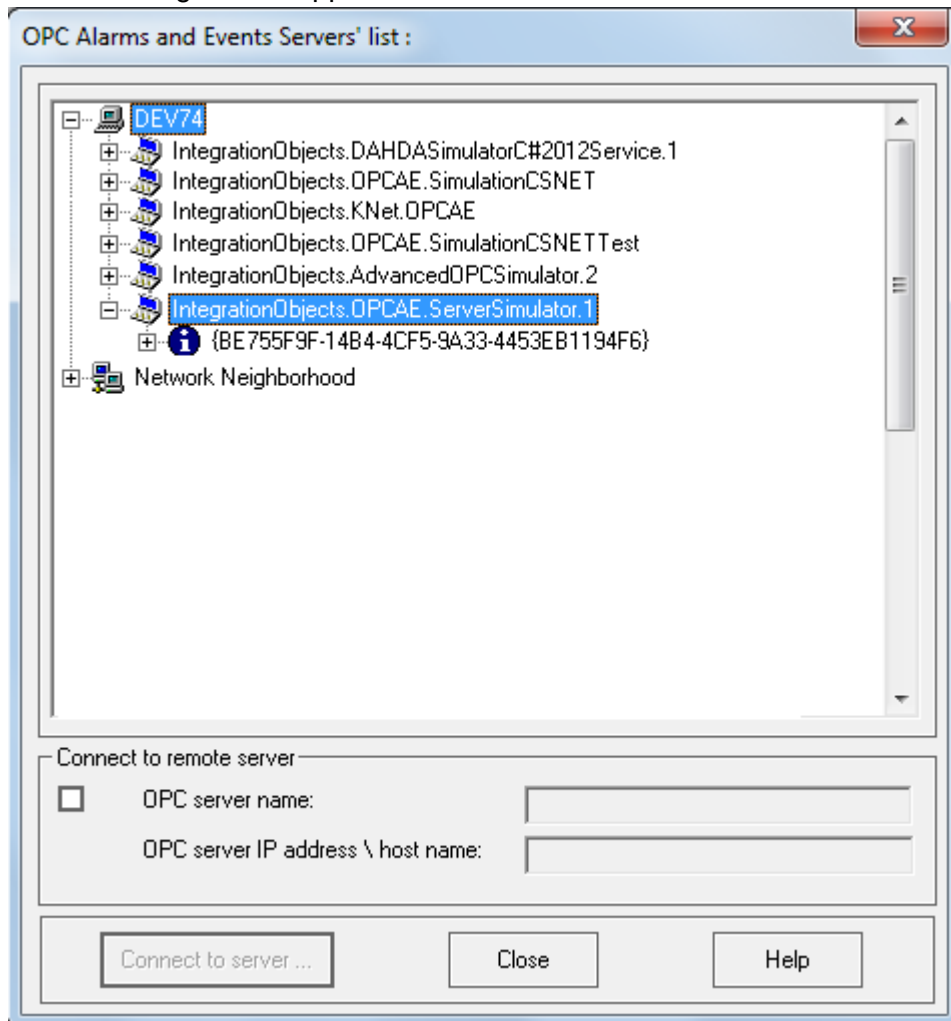 OPC Alarms and Events Servers' list :
DEV74
IntegrationObjects.DAHDASimulatorC#2012Service.1
IntegrationObjects.OPCAE.SimulationCSNET
IntegrationObjects.KNet.OPCAE
IntegrationObjects.OPCAE.SimulationCSNETTest
IntegrationObjects.AdvancedOPCSimulator.2
IntegrationObjects.OPCAE.ServerSimulator.1
{BE755F9F-14B4-4CF5-9A33-4453EB1194F6}
Network Neighborhood
Connect to remote server
OPC server name:
OPC server IP address \ host name:
Connect to server ...
Close
Help